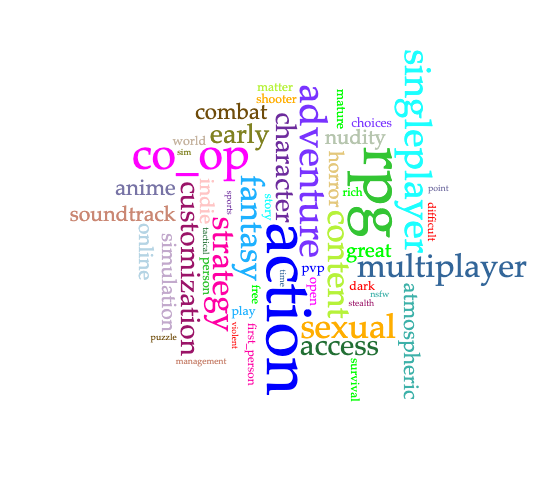 matter
shooter
combat
early
co_op
world
sim
anime
soundtrack
online
simulation
puzzle
indie
customization
tactical
person
strategy
sports
fantasy
story
character
adventure
mature
choices
nudity
horror
rpg
rich
singleplayer
point
difficult
great
multiplayer
content
action
time
pvp
open
dark
nsfw
stealth
sexual
access
atmospheric
survival
free
play
first_person
violent
management